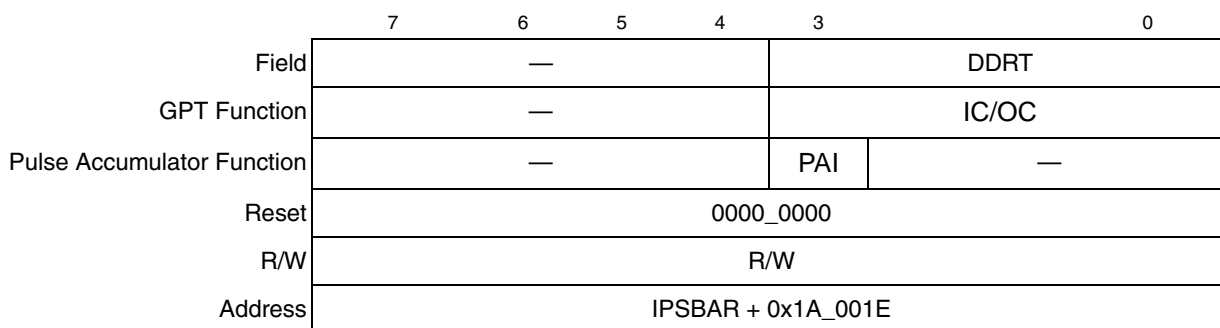 7 6 5 4 3 0
Field — DDRT
GPT Function — IC/OC
Pulse Accumulator Function — PAI —
Reset 0000_0000
R/W R/W
Address IPSBAR + 0x1A_001E